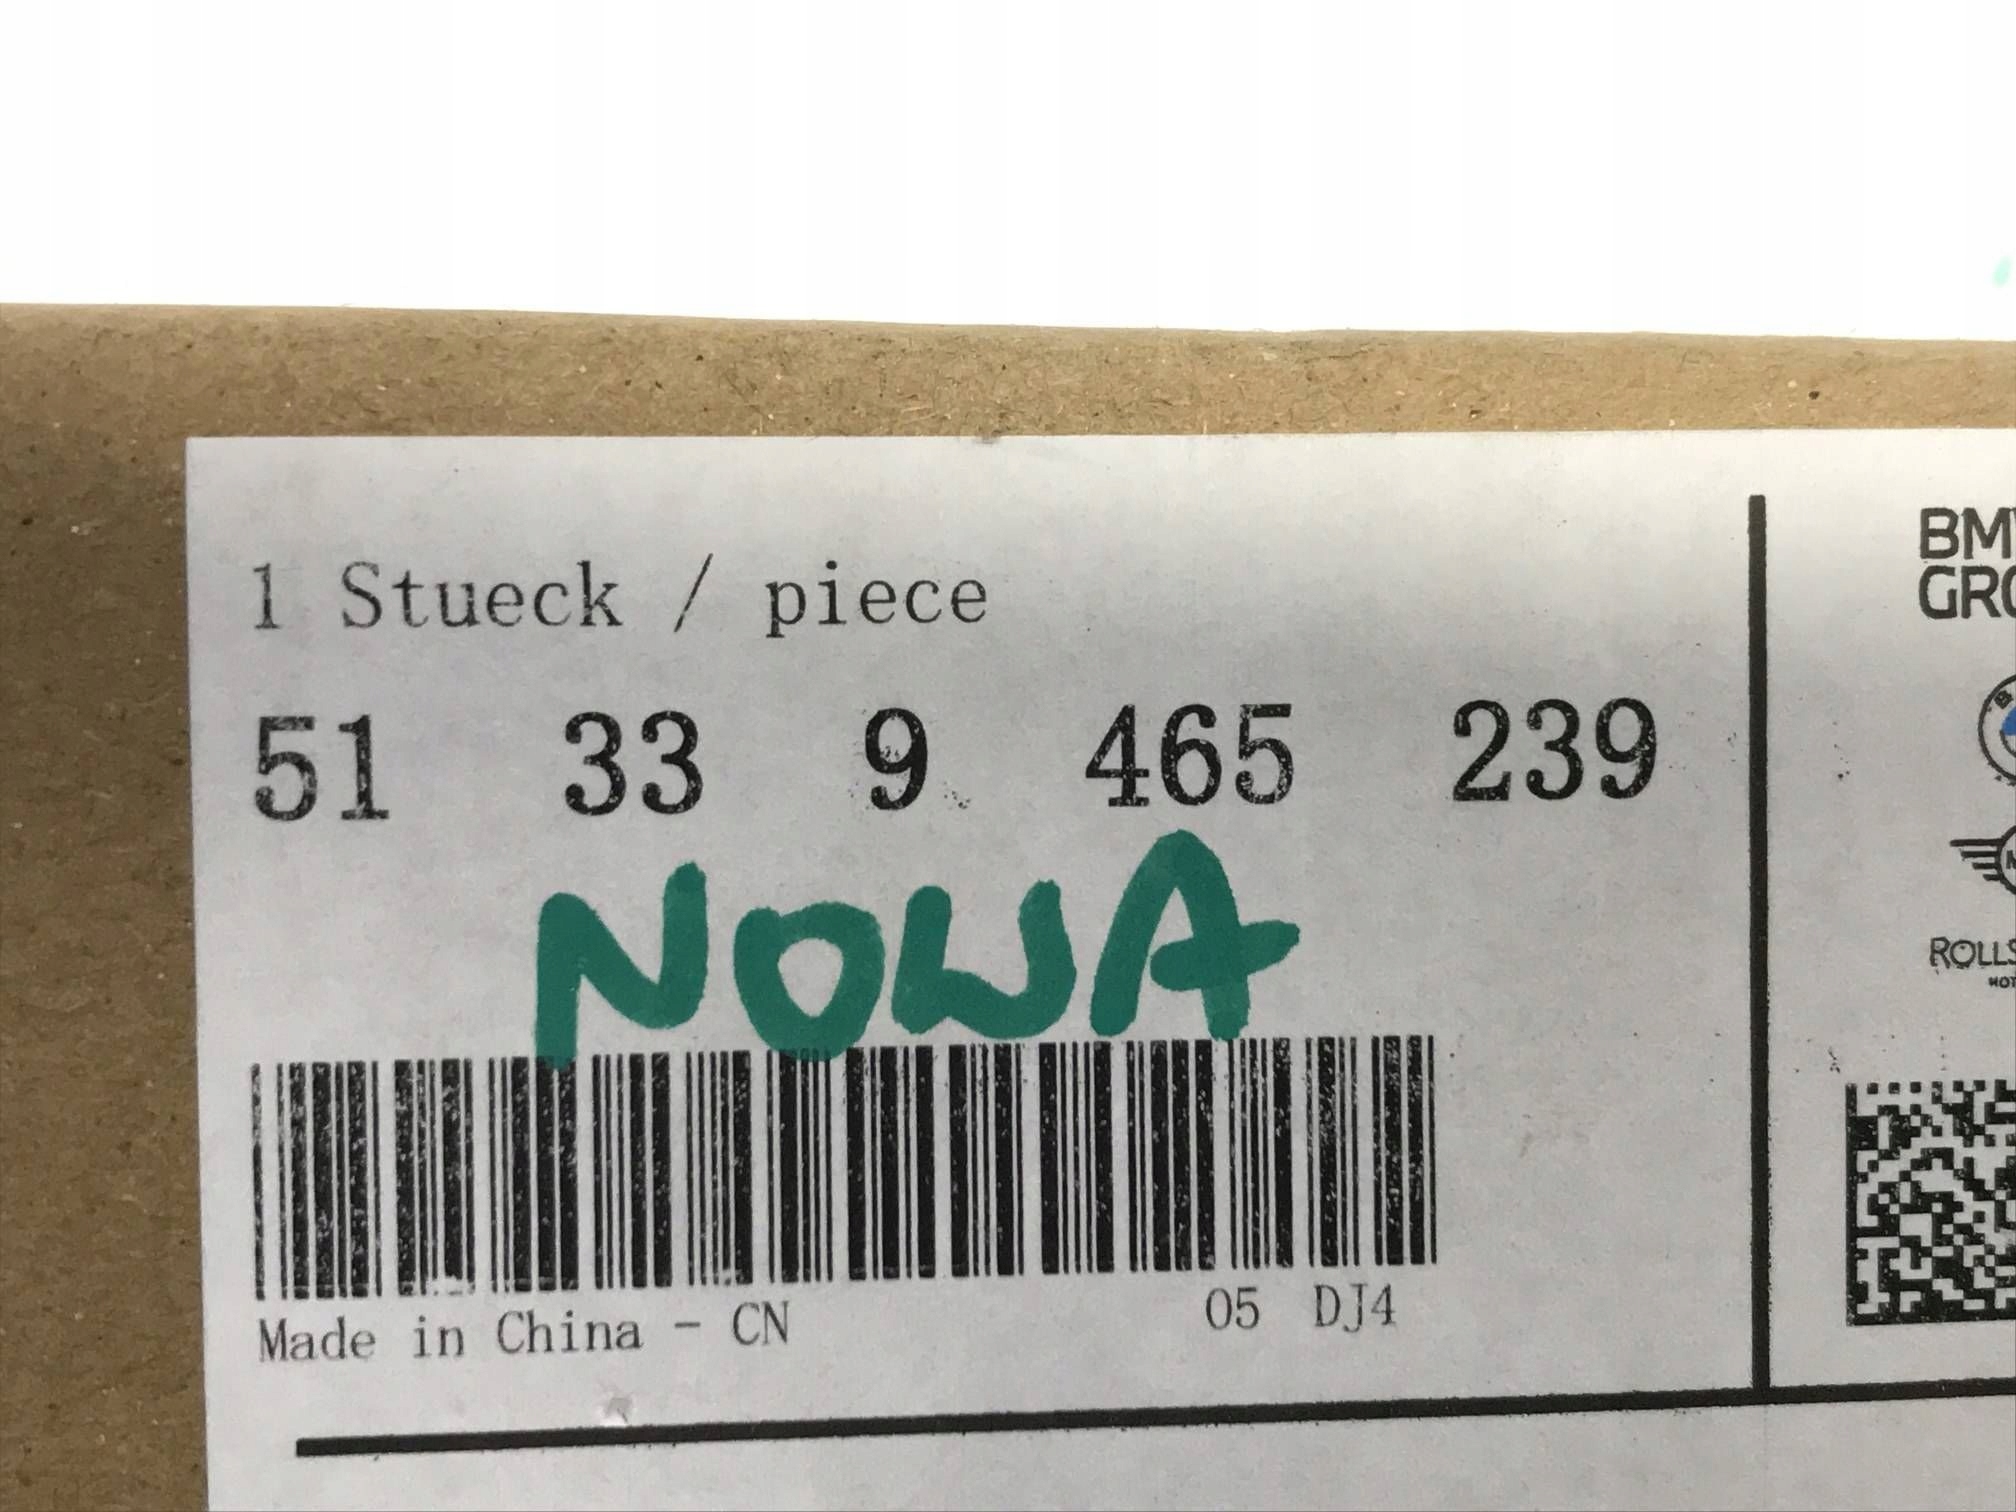 1 Stueck / piece
51 33 9 465 239
NOWA
Made in China - CN
05 DJ4